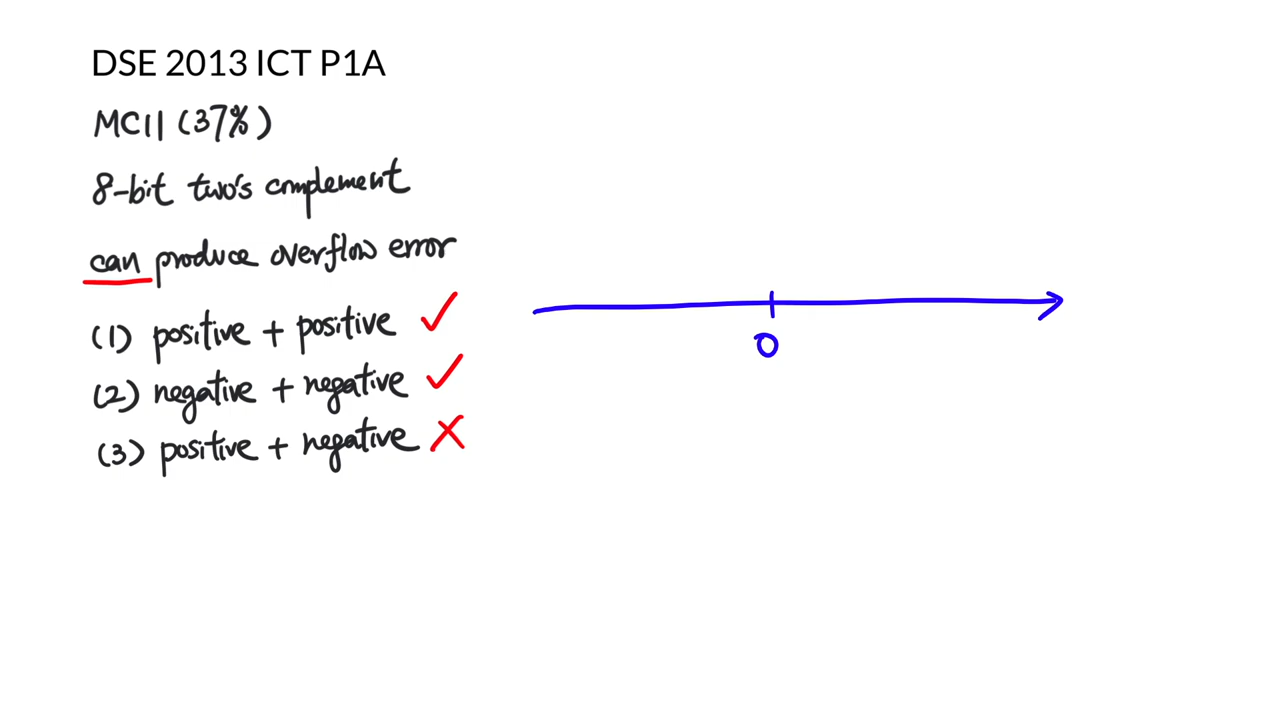 DSE 2013 ICT P1A
MC11 (37%)
8-bit two's complement
can produce overflow error
(1) positive + positive ✓
(2) negative + negative ✓
(3) positive + negative ✗
0